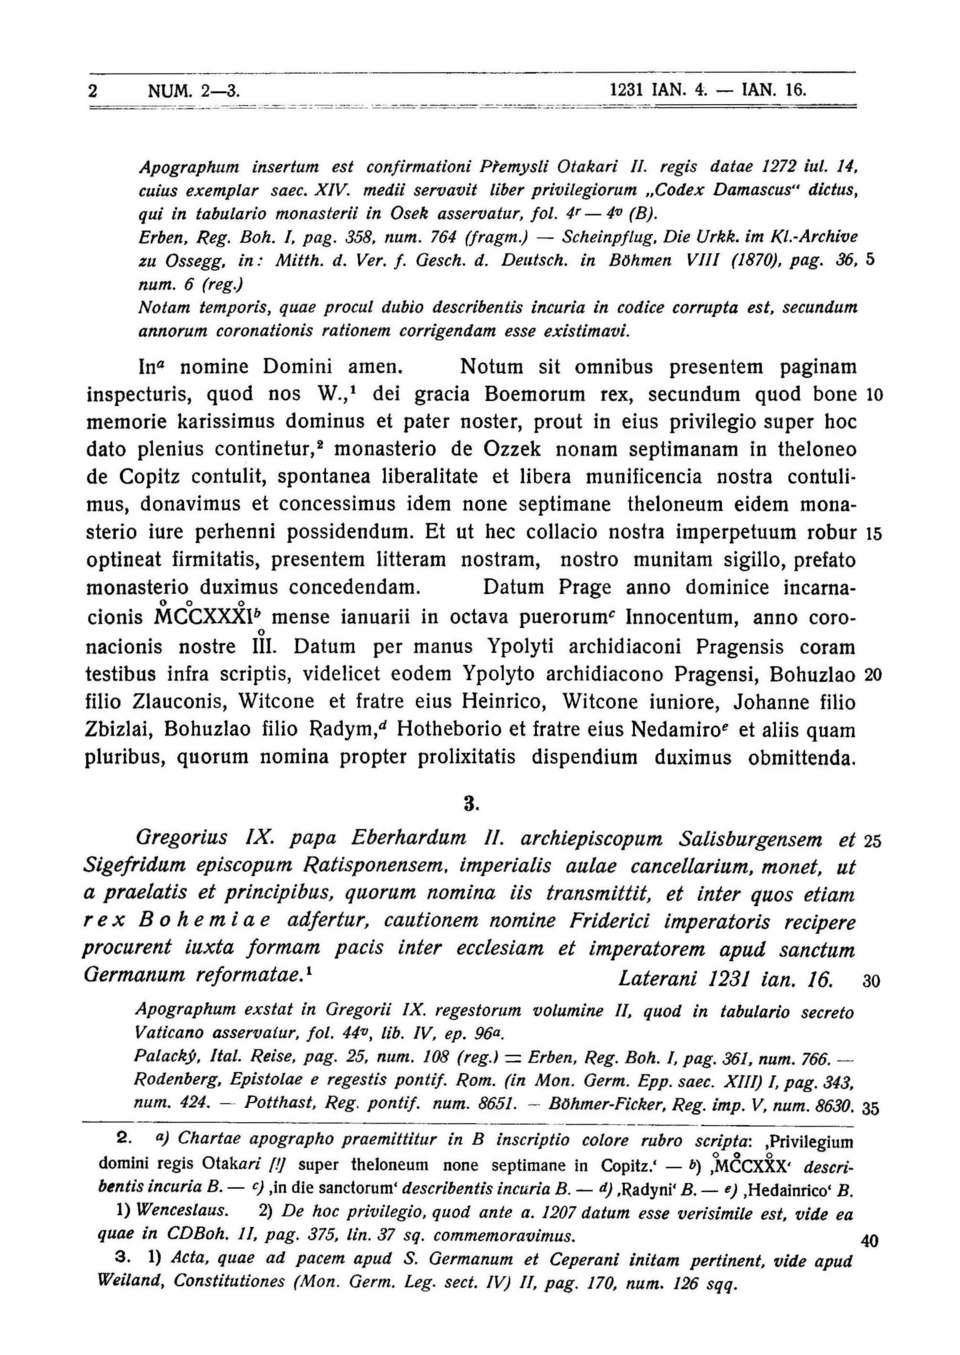 2 NUM. 2—3. 1231 IAN. 4. — IAN. 16.
Apographum insertum est confirmationi Přemysli Otakari II. regis datae 1272 iul. 14,
cuius exemplar saec. XIV. medii servavit liber privilegiorum „Codex Damascus" dictus,
qui in tabulario monasterii in Osek asservatur, fol. 4r — 4v (B).
Erben, Reg. Boh. I, pag. 358, num. 764 (fragm.) — Scheinpflug, Die Urkk. im Kl.-Archive
zu Ossegg, in: Mitth. d. Ver. f. Gesch. d. Deutsch. in Böhmen VIII (1870), pag. 36, 5
num. 6 (reg.)
Notam temporis, quae procul dubio describentis incuria in codice corrupta est, secundum
annorum coronationis rationem corrigendam esse existimavi.
Inᵃ nomine Domini amen. Notum sit omnibus presentem paginam
inspecturis, quod nos W.,¹ dei gracia Boemorum rex, secundum quod bone 10
memorie karissimus dominus et pater noster, prout in eius privilegio super hoc
dato plenius continetur,² monasterio de Ozzek nonam septimanam in theloneo
de Copitz contulit, spontanea liberalitate et libera munificencia nostra contuli-
mus, donavimus et concessimus idem none septimane theloneum eidem mona-
sterio iure perhenni possidendum. Et ut hec collacio nostra imperpetuum robur 15
optineat firmitatis, presentem litteram nostram, nostro munitam sigillo, prefato
monasterio duximus concedendam. Datum Prage anno dominice incarna-
cionis M̊C̊CXXX̊Iᵇ mense ianuarii in octava puerorumᶜ Innocentum, anno coro-
nacionis nostre II̊I. Datum per manus Ypolyti archidiaconi Pragensis coram
testibus infra scriptis, videlicet eodem Ypolyto archidiacono Pragensi, Bohuzlao 20
filio Zlauconis, Witcone et fratre eius Heinrico, Witcone iuniore, Johanne filio
Zbizlai, Bohuzlao filio Radym,ᵈ Hotheborio et fratre eius Nedamiroᵉ et aliis quam
pluribus, quorum nomina propter prolixitatis dispendium duximus obmittenda.
3.
Gregorius IX. papa Eberhardum II. archiepiscopum Salisburgensem et 25
Sigefridum episcopum Ratisponensem, imperialis aulae cancellarium, monet, ut
a praelatis et principibus, quorum nomina iis transmittit, et inter quos etiam
rex Bohemiae adfertur, cautionem nomine Friderici imperatoris recipere
procurent iuxta formam pacis inter ecclesiam et imperatorem apud sanctum
Germanum reformatae.¹ Laterani 1231 ian. 16. 30
Apographum exstat in Gregorii IX. regestorum volumine II, quod in tabulario secreto
Vaticano asservatur, fol. 44v, lib. IV, ep. 96a.
Palacký, Ital. Reise, pag. 25, num. 108 (reg.) = Erben, Reg. Boh. I, pag. 361, num. 766. —
Rodenberg, Epistolae e regestis pontif. Rom. (in Mon. Germ. Epp. saec. XIII) I, pag. 343,
num. 424. — Potthast, Reg. pontif. num. 8651. — Böhmer-Ficker, Reg. imp. V, num. 8630. 35
2. a) Chartae apographo praemittitur in B inscriptio colore rubro scripta: ‚Privilegium
domini regis Otakari [!] super theloneum none septimane in Copitz.‘ — b) ‚M̊C̊CXX̊X‘ descri-
bentis incuria B. — c) ‚in die sanctorum‘ describentis incuria B. — d) ‚Radyni‘ B. — e) ‚Hedainrico‘ B.
1) Wenceslaus. 2) De hoc privilegio, quod ante a. 1207 datum esse verisimile est, vide ea
quae in CDBoh. II, pag. 375, lin. 37 sq. commemoravimus. 40
3. 1) Acta, quae ad pacem apud S. Germanum et Ceperani initam pertinent, vide apud
Weiland, Constitutiones (Mon. Germ. Leg. sect. IV) II, pag. 170, num. 126 sqq.